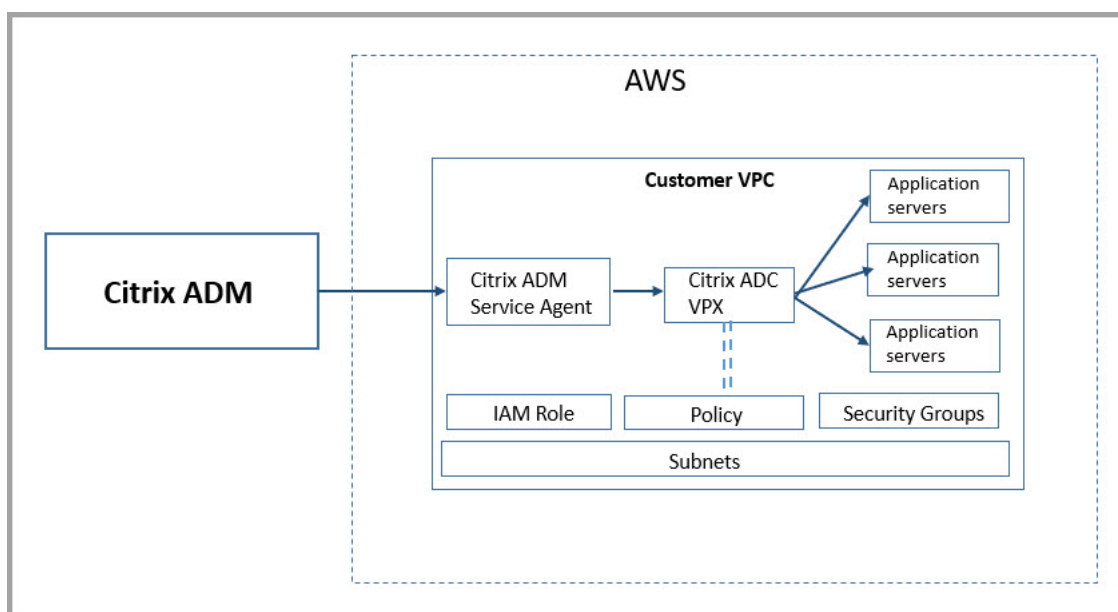 AWS
Customer VPC
Citrix ADM
Citrix ADM
Service Agent
Citrix ADC
VPX
Application
servers
Application
servers
Application
servers
IAM Role
Policy
Security Groups
Subnets